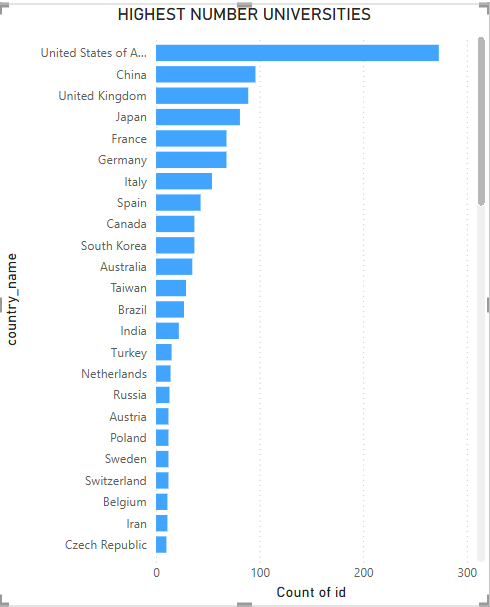 HIGHEST NUMBER UNIVERSITIES
country_name
United States of A...
China
United Kingdom
Japan
France
Germany
Italy
Spain
Canada
South Korea
Australia
Taiwan
Brazil
India
Turkey
Netherlands
Russia
Austria
Poland
Sweden
Switzerland
Belgium
Iran
Czech Republic
0 100 200 300
Count of id